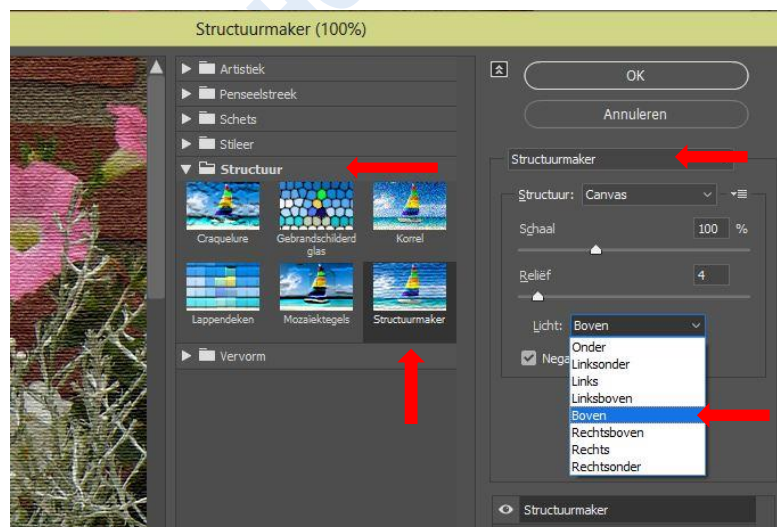 Structuurmaker (100%)
Artistiek
Penseelstreek
Schets
Stileer
Structuur
Craquelure
Gebrandschilderd
glas
Korrel
Lappendeken
Mozaïektegels
Structuurmaker
Vervorm
OK
Annuleren
Structuurmaker
Structuur: Canvas
Schaal 100 %
Reliëf 4
Licht: Boven
Nega
Onder
Linksonder
Links
Linksboven
Boven
Rechtsboven
Rechts
Rechtsonder
Structuurmaker